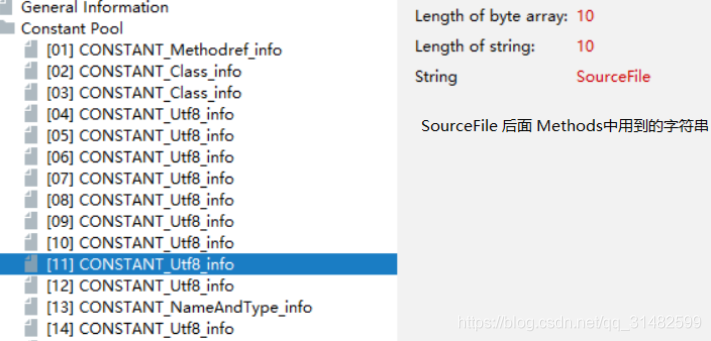 General Information
Constant Pool
[01] CONSTANT_Methodref_info
[02] CONSTANT_Class_info
[03] CONSTANT_Class_info
[04] CONSTANT_Utf8_info
[05] CONSTANT_Utf8_info
[06] CONSTANT_Utf8_info
[07] CONSTANT_Utf8_info
[08] CONSTANT_Utf8_info
[09] CONSTANT_Utf8_info
[10] CONSTANT_Utf8_info
[11] CONSTANT_Utf8_info
[12] CONSTANT_Utf8_info
[13] CONSTANT_NameAndType_info
[14] CONSTANT_Utf8_info
Length of byte array: 10
Length of string: 10
String SourceFile
SourceFile 后面 Methods中用到的字符串
https://blog.csdn.net/qq_31482599